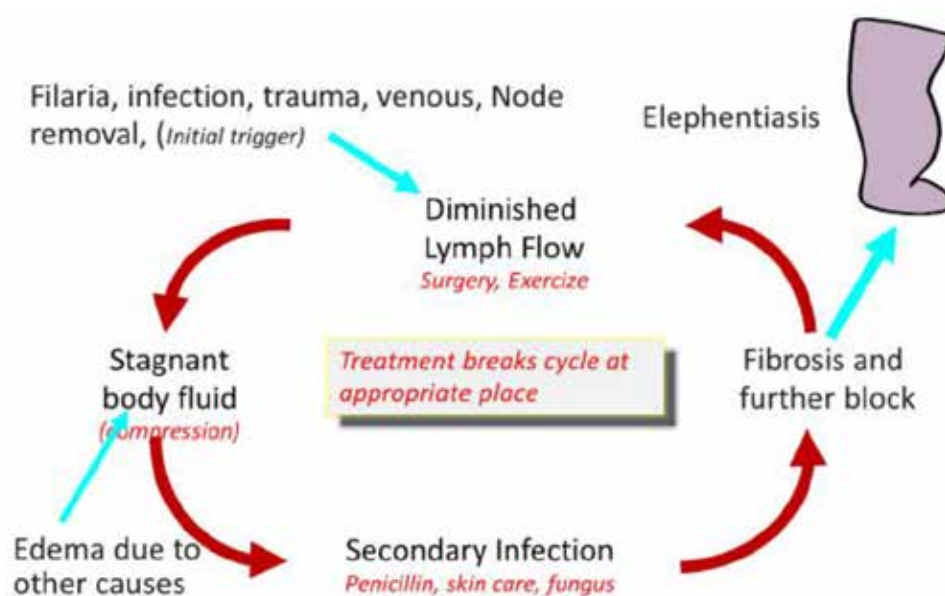 Filaria, infection, trauma, venous, Node
removal, (Initial trigger)
Elephentiasis
Diminished
Lymph Flow
Surgery, Exercize
Stagnant
body fluid
(compression)
Treatment breaks cycle at
appropriate place
Fibrosis and
further block
Edema due to
other causes
Secondary Infection
Penicillin, skin care, fungus